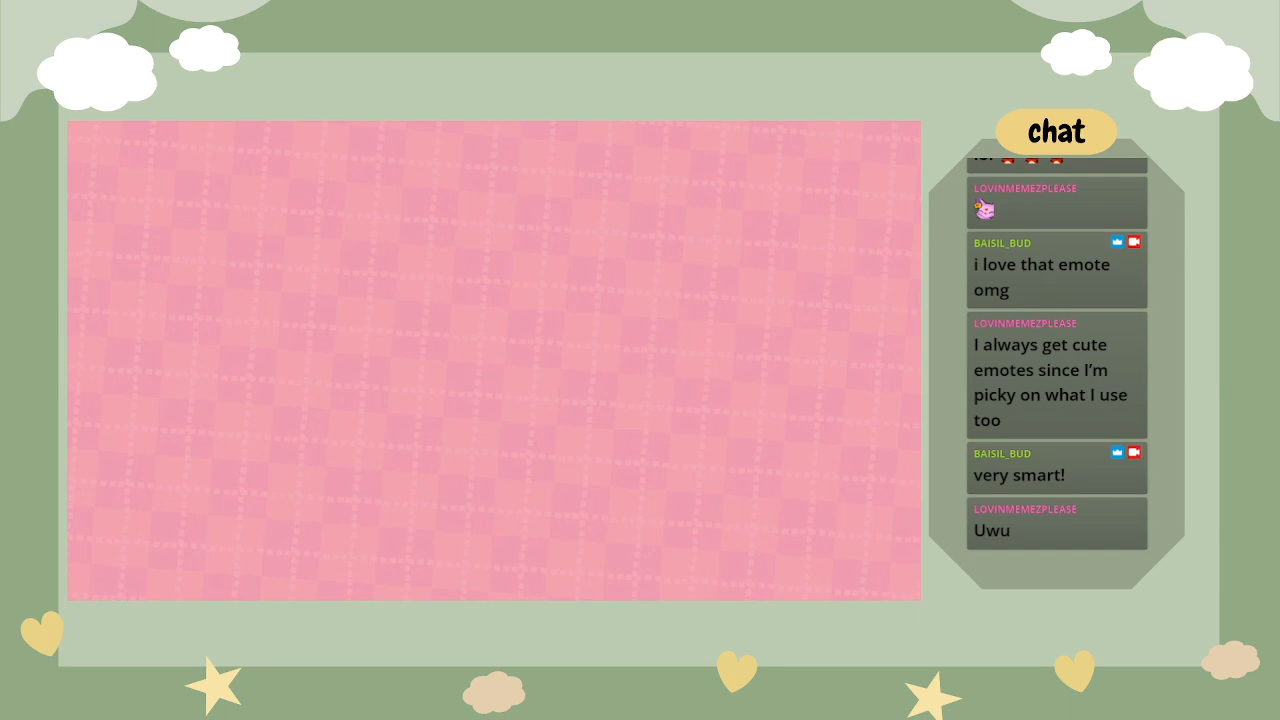 chat
LOVINMEMEZPLEASE
BAISIL_BUD
i love that emote
omg
LOVINMEMEZPLEASE
I always get cute
emotes since I'm
picky on what I use
too
BAISIL_BUD
very smart!
LOVINMEMEZPLEASE
Uwu